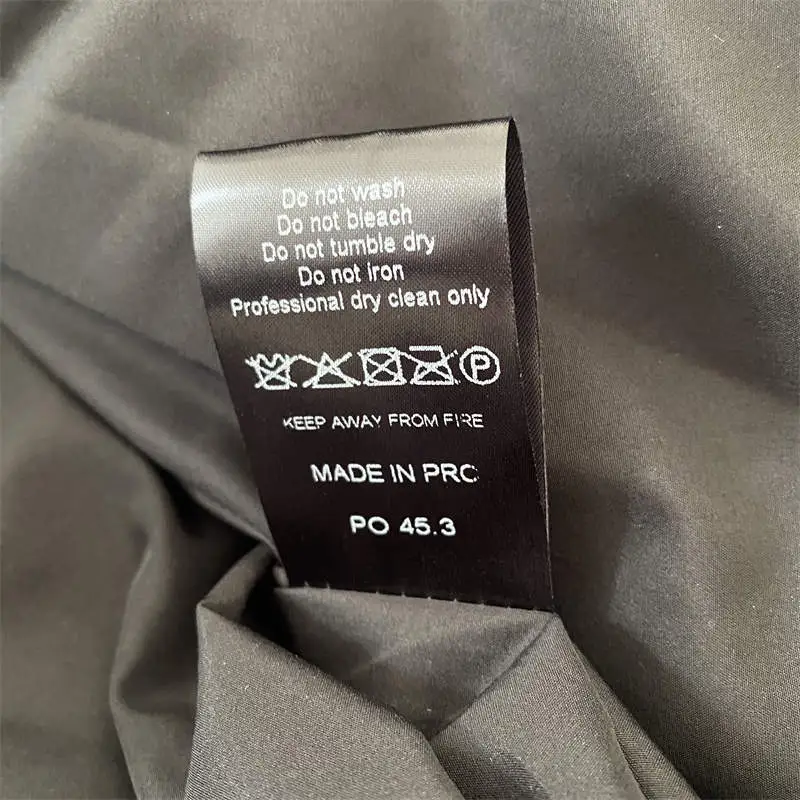 Do not wash
Do not bleach
Do not tumble dry
Do not iron
Professional dry clean only
P
KEEP AWAY FROM FIRE
MADE IN PRC
PO 45.3